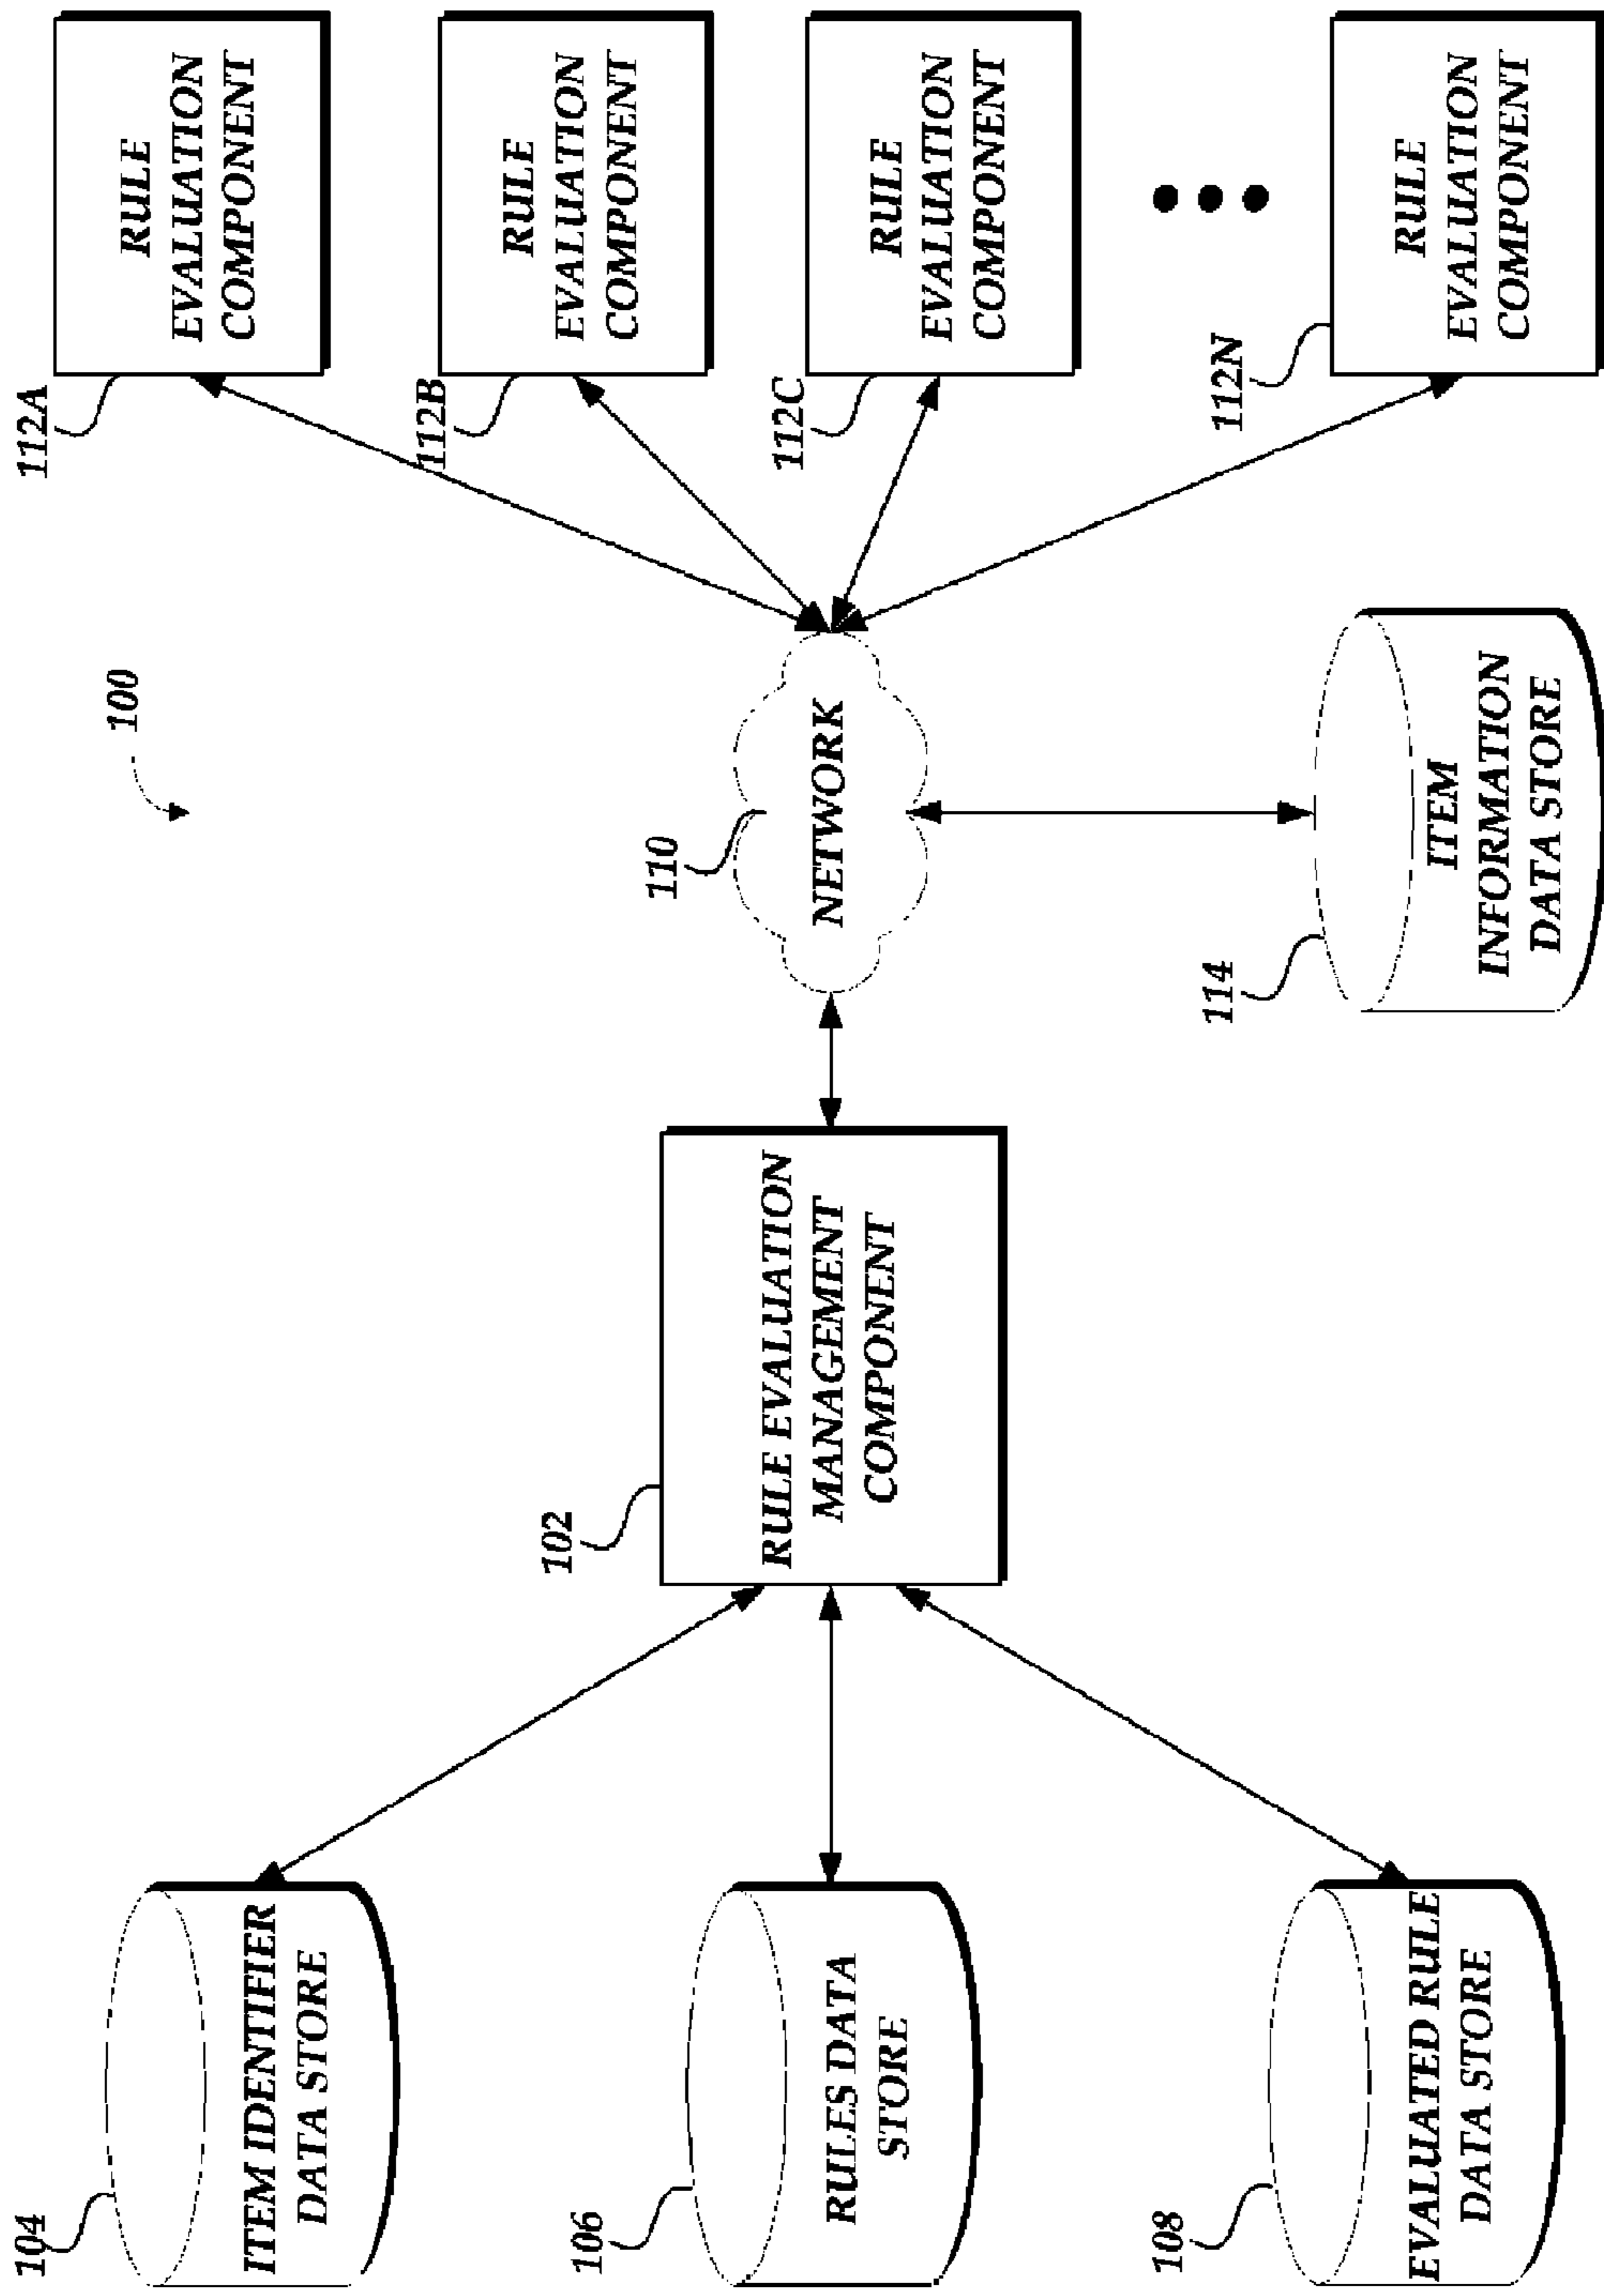 100
104
ITEM IDENTIFIER
DATA STORE
106
RULES DATA
STORE
108
EVALUATED RULE
DATA STORE
102
RULE EVALUATION
MANAGEMENT
COMPONENT
110
NETWORK
114
ITEM
INFORMATION
DATA STORE
112A
RULE
EVALUATION
COMPONENT
112B
RULE
EVALUATION
COMPONENT
112C
RULE
EVALUATION
COMPONENT
112N
RULE
EVALUATION
COMPONENT